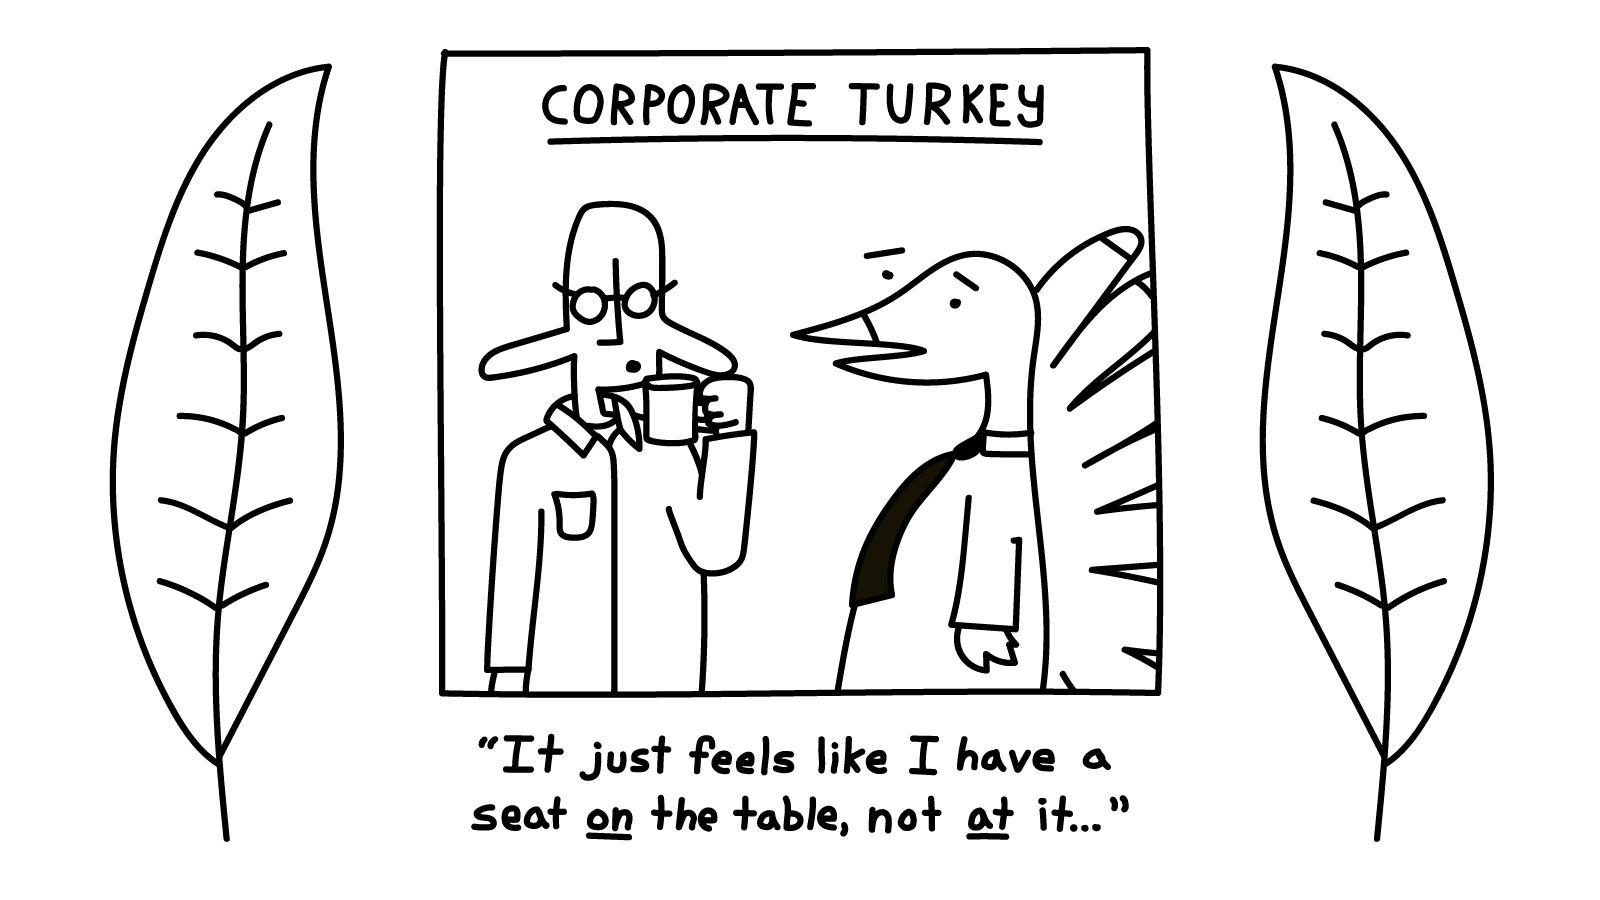 CORPORATE TURKEY
“It just feels like I have a
seat on the table, not at it...”